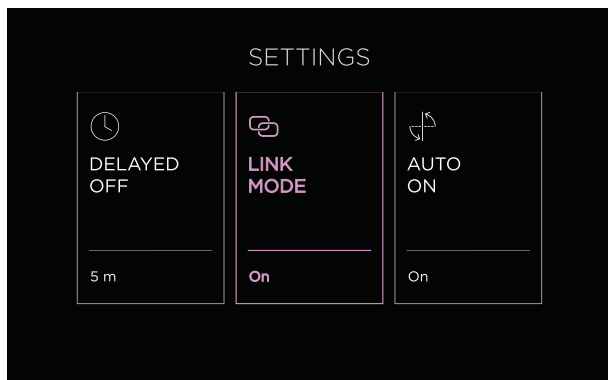 SETTINGS
DELAYED
OFF
5 m
LINK
MODE
On
AUTO
ON
On